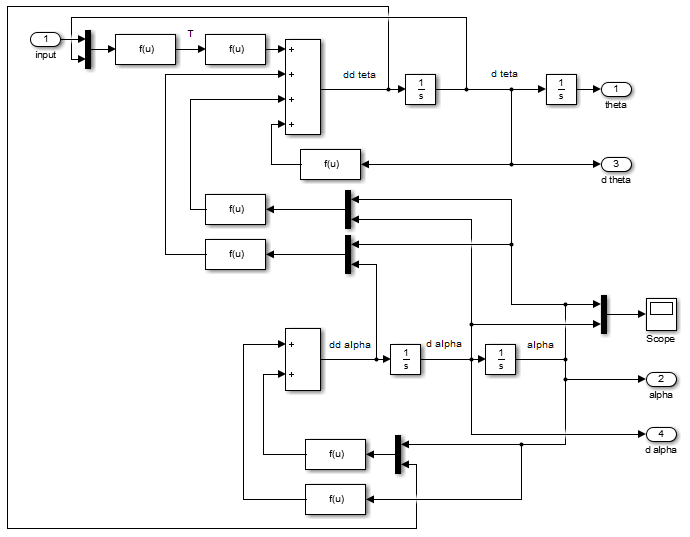 T
1
input
f(u)
f(u)
+
+
+
+
dd teta
1
s
d teta
1
s
1
theta
f(u)
3
d theta
f(u)
f(u)
Scope
+
+
dd alpha
1
s
d alpha
1
s
alpha
2
alpha
4
d alpha
f(u)
f(u)